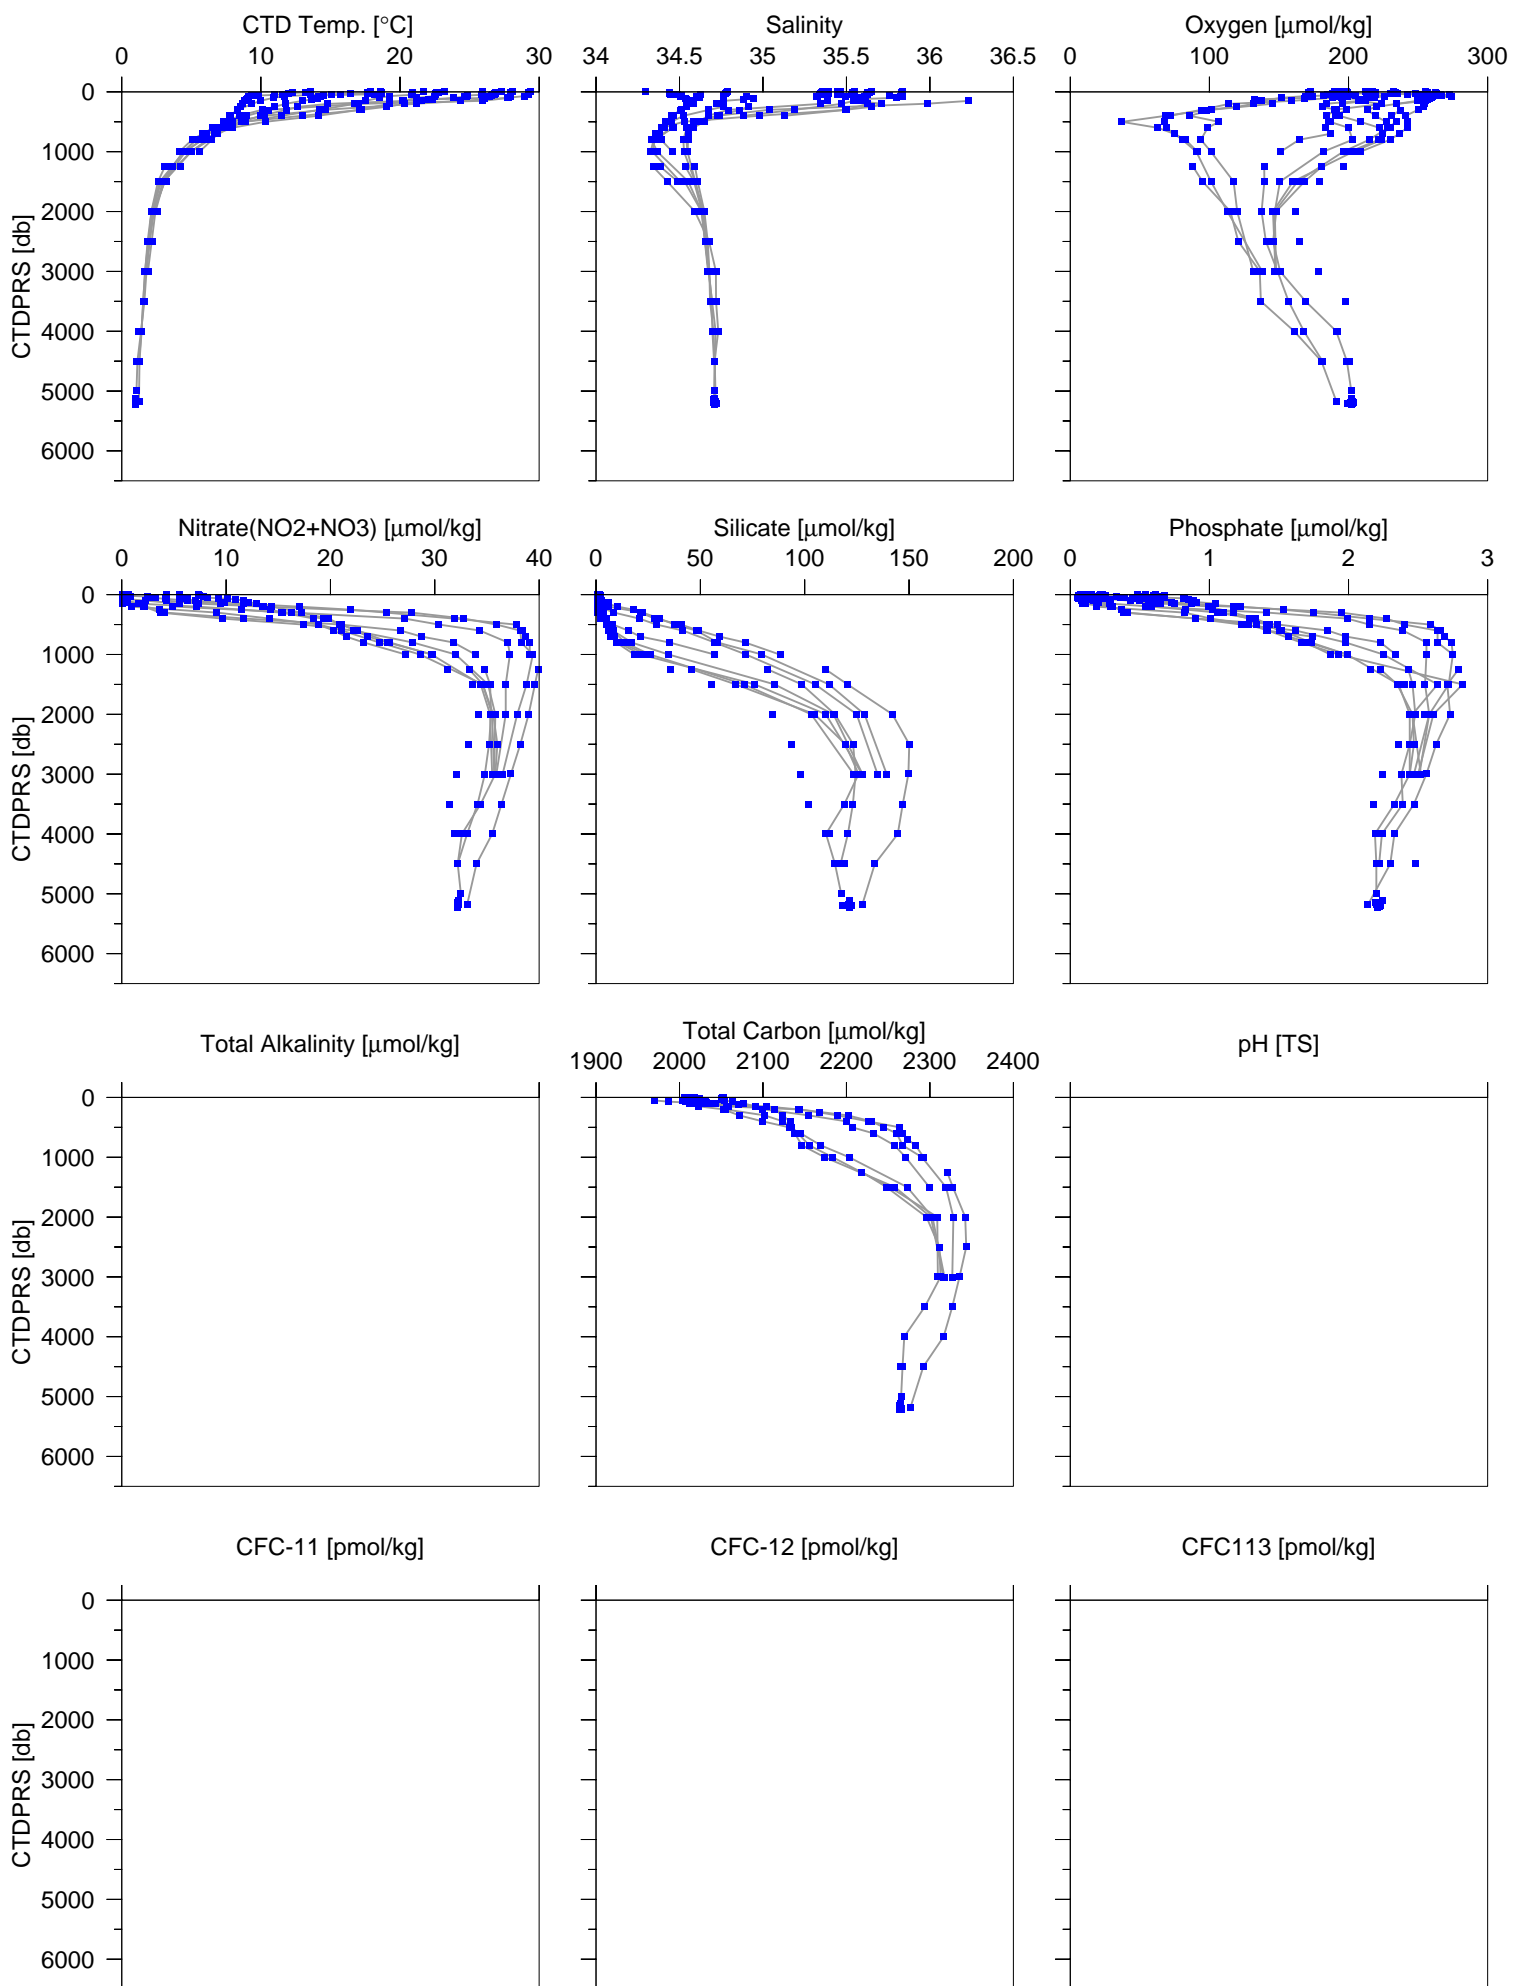 CTD Temp. [°C] Salinity Oxygen [μmol/kg]
0 10 20 30 34 34.5 35 35.5 36 36.5 0 100 200 300
0
1000
2000
3000
4000
5000
6000
CTDPRS [db]
Nitrate(NO2+NO3) [μmol/kg] Silicate [μmol/kg] Phosphate [μmol/kg]
0 10 20 30 40 0 50 100 150 200 0 1 2 3
0
1000
2000
3000
4000
5000
6000
CTDPRS [db]
Total Alkalinity [μmol/kg] Total Carbon [μmol/kg] pH [TS]
1900 2000 2100 2200 2300 2400
0
1000
2000
3000
4000
5000
6000
CTDPRS [db]
CFC-11 [pmol/kg] CFC-12 [pmol/kg] CFC113 [pmol/kg]
0
1000
2000
3000
4000
5000
6000
CTDPRS [db]